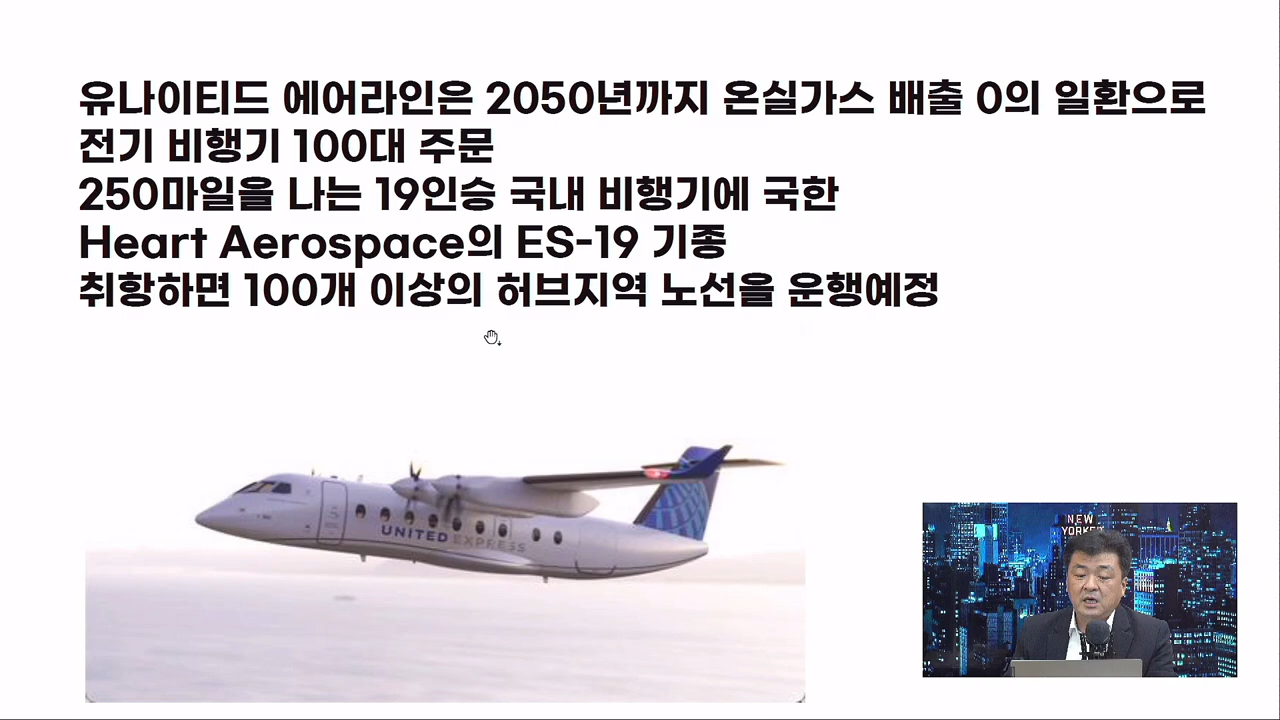 유나이티드 에어라인은 2050년까지 온실가스 배출 0의 일환으로
전기 비행기 100대 주문
250마일을 나는 19인승 국내 비행기에 국한
Heart Aerospace의 ES-19 기종
취항하면 100개 이상의 허브지역 노선을 운행예정
UNITED EXPRESS
NEW
YORKER